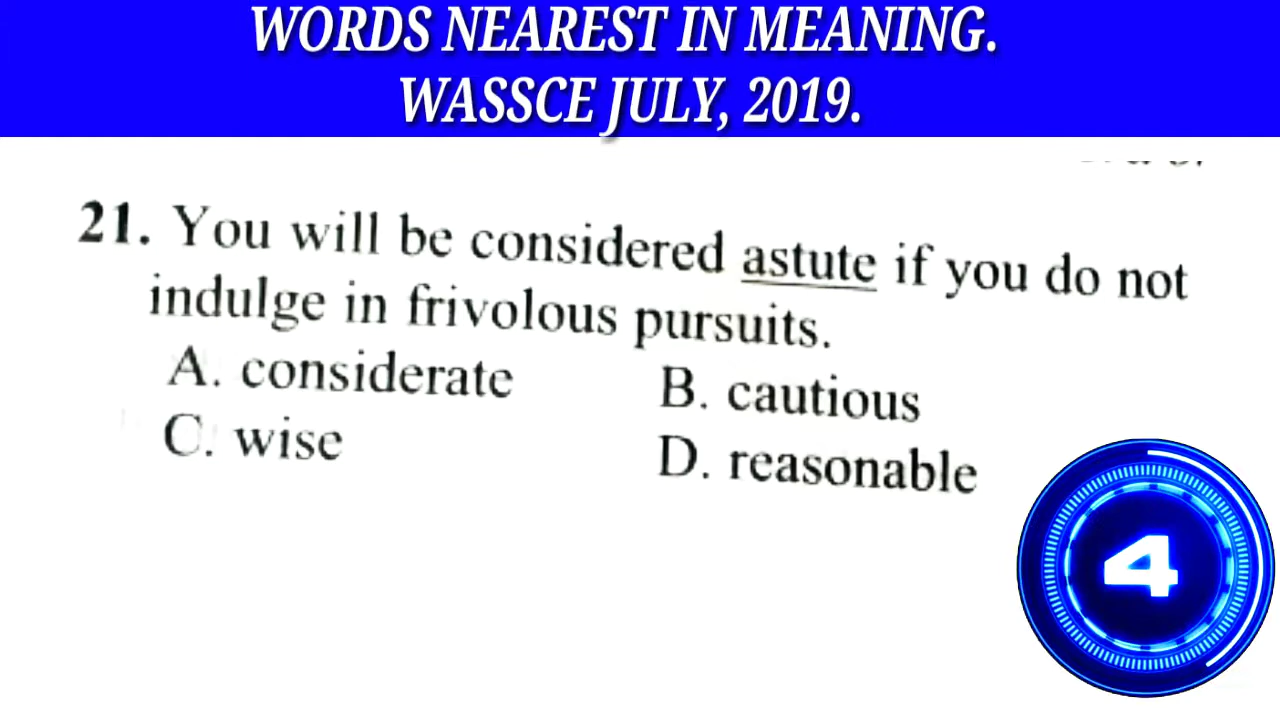 WORDS NEAREST IN MEANING.
WASSCE JULY, 2019.
21. You will be considered astute if you do not
indulge in frivolous pursuits.
A. considerate B. cautious
C. wise D. reasonable
4